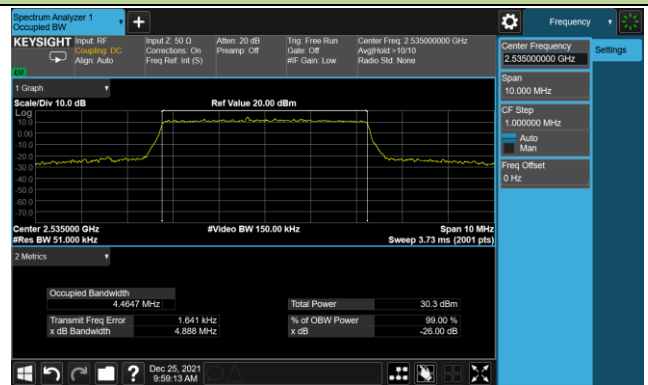 Spectrum Analyzer 1
Occupied BW
Frequency
KEYSIGHT
Input: RF
Coupling: DC
Align: Auto
Input Z: 50 Ω
Corrections: On
Freq Ref: Int (S)
Atten: 20 dB
Preamp: Off
Trig: Free Run
Gate: Off
#IF Gain: Low
Center Freq: 2.535000000 GHz
Avg|Hold:>10/10
Radio Std: None
Center Frequency
2.535000000 GHz
Settings
Span
10.000 MHz
CF Step
1.000000 MHz
Auto
Man
Freq Offset
0 Hz
1 Graph
Scale/Div 10.0 dB
Ref Value 20.00 dBm
Log
10.0
0.00
-10.0
-20.0
-30.0
-40.0
-50.0
-60.0
-70.0
Center 2.535000 GHz
#Video BW 150.00 kHz
Span 10 MHz
#Res BW 51.000 kHz
Sweep 3.73 ms (2001 pts)
2 Metrics
Occupied Bandwidth
4.4647 MHz
Total Power 30.3 dBm
Transmit Freq Error 1.641 kHz
% of OBW Power 99.00 %
x dB Bandwidth 4.888 MHz
x dB -26.00 dB
?
Dec 25, 2021
9:59:13 AM